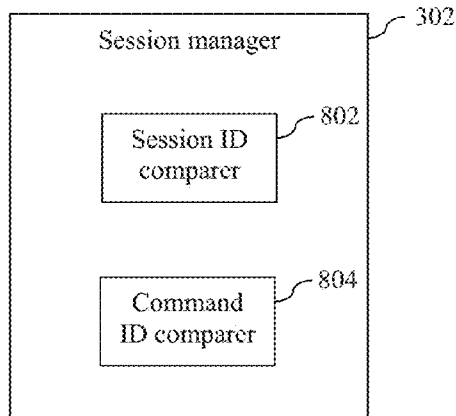 302
Session manager
802
Session ID
comparer
804
Command
ID comparer